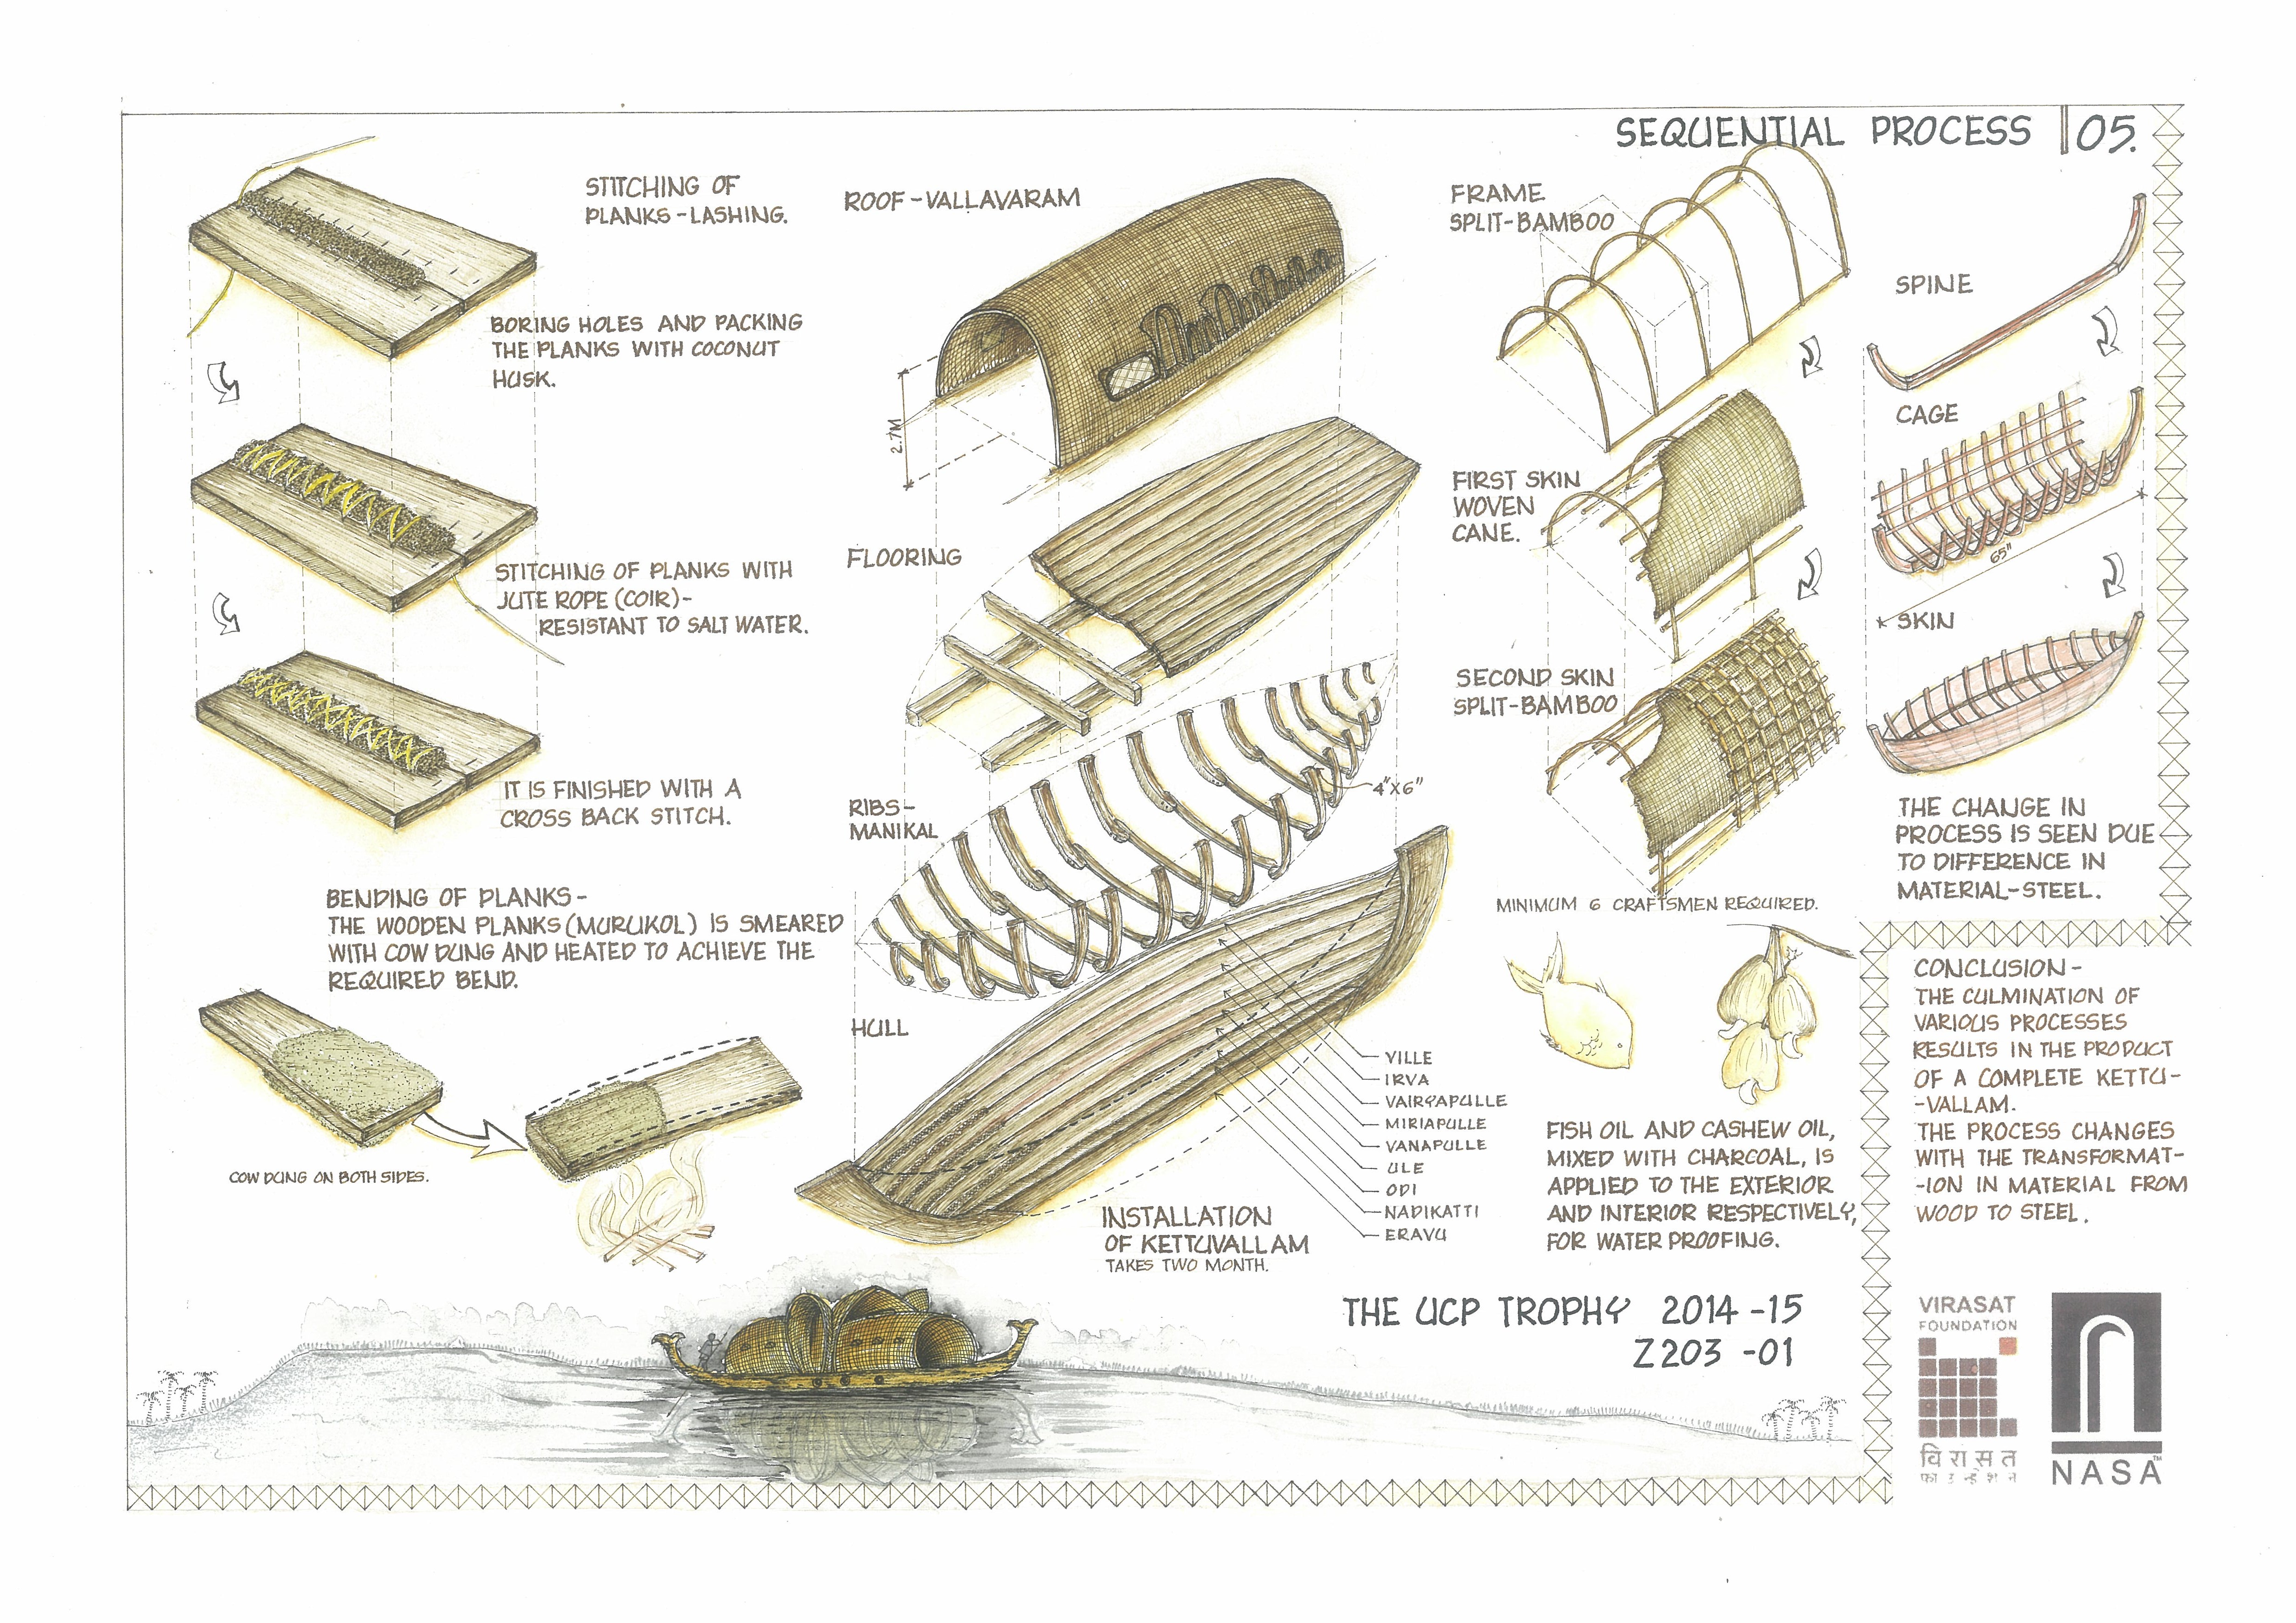 SEQUENTIAL PROCESS | 05.
STITCHING OF
PLANKS - LASHING.
BORING HOLES AND PACKING
THE PLANKS WITH COCONUT
HUSK.
STITCHING OF PLANKS WITH
JUTE ROPE (COIR)-
RESISTANT TO SALT WATER.
IT IS FINISHED WITH A
CROSS BACK STITCH.
BENDING OF PLANKS -
THE WOODEN PLANKS (MURUKOL) IS SMEARED
WITH COW DUNG AND HEATED TO ACHIEVE THE
REQUIRED BEND.
COW DUNG ON BOTH SIDES.
ROOF - VALLAVARAM
2.7M
FLOORING
RIBS -
MANIKAL
4"X6"
HULL
VILLE
IRVA
VAIRYAPULLE
MIRIAPULLE
VANAPULLE
ULE
ODI
NADIKATTI
ERAVU
INSTALLATION
OF KETTUVALLAM
TAKES TWO MONTH.
FRAME
SPLIT-BAMBOO
FIRST SKIN
WOVEN
CANE.
SECOND SKIN
SPLIT-BAMBOO
MINIMUM 6 CRAFTSMEN REQUIRED.
FISH OIL AND CASHEW OIL,
MIXED WITH CHARCOAL, IS
APPLIED TO THE EXTERIOR
AND INTERIOR RESPECTIVELY,
FOR WATER PROOFING.
SPINE
CAGE
65"
SKIN
THE CHANGE IN
PROCESS IS SEEN DUE
TO DIFFERENCE IN
MATERIAL-STEEL.
CONCLUSION -
THE CULMINATION OF
VARIOUS PROCESSES
RESULTS IN THE PRODUCT
OF A COMPLETE KETTU-
-VALLAM.
THE PROCESS CHANGES
WITH THE TRANSFORMAT-
-ION IN MATERIAL FROM
WOOD TO STEEL.
THE UCP TROPHY 2014 -15
Z203 -01
VIRASAT
FOUNDATION
विरासत
फाउन्डेशन
NASA
TM